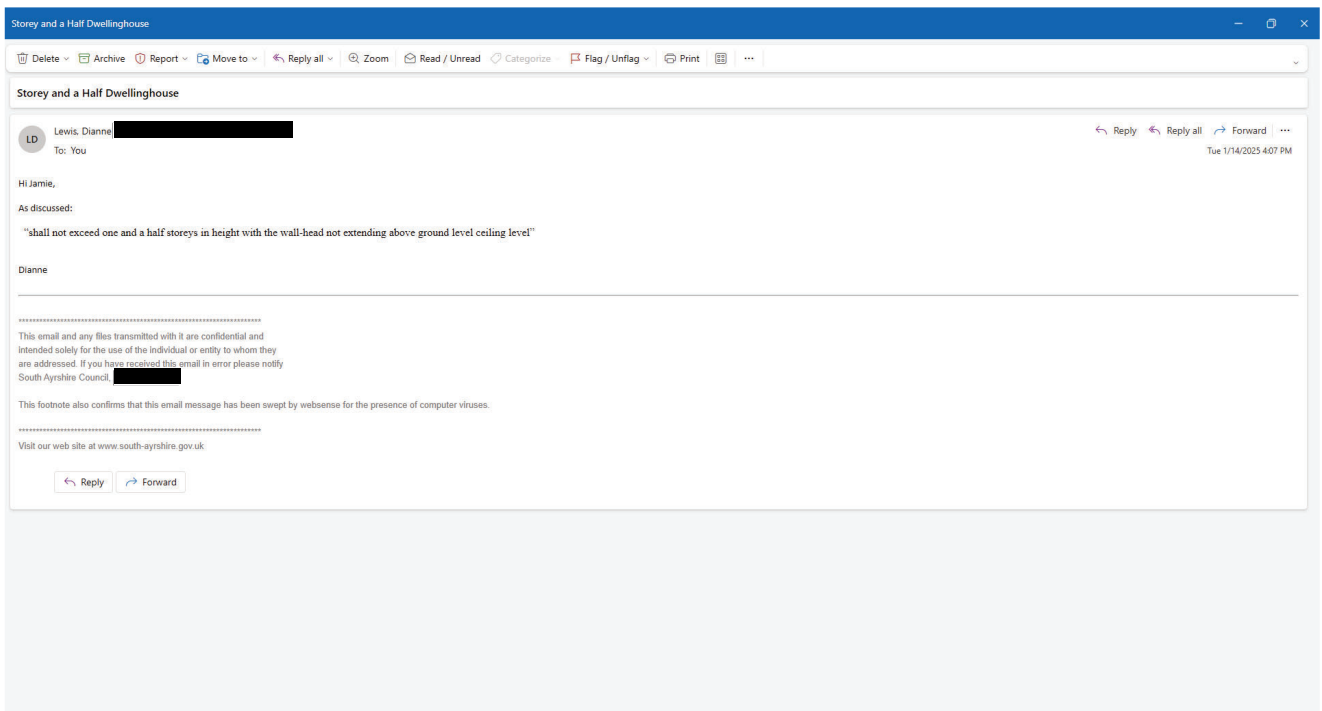 Storey and a Half Dwellinghouse
Delete Archive Report Move to Reply all Zoom Read / Unread Categorize Flag / Unflag Print ...
Storey and a Half Dwellinghouse
LD Lewis, Dianne Reply Reply all Forward ...
To: You Tue 1/14/2025 4:07 PM
Hi Jamie,
As discussed:
“shall not exceed one and a half storeys in height with the wall-head not extending above ground level ceiling level”
Dianne
**********************************************************************
This email and any files transmitted with it are confidential and
intended solely for the use of the individual or entity to whom they
are addressed. If you have received this email in error please notify
South Ayrshire Council,
This footnote also confirms that this email message has been swept by websense for the presence of computer viruses.
**********************************************************************
Visit our web site at www.south-ayrshire.gov.uk
Reply Forward